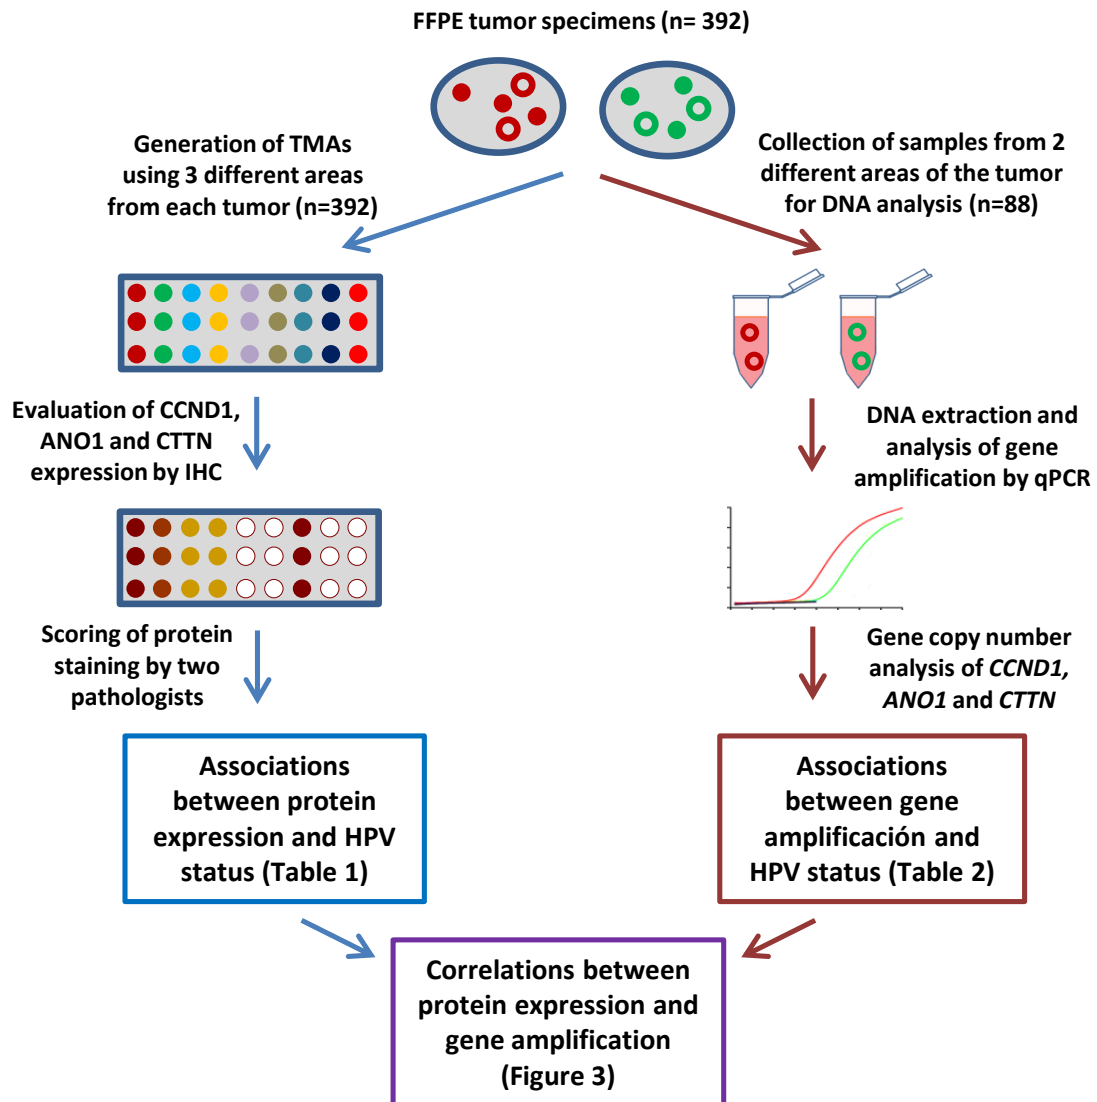 FFPE tumor specimens (n= 392)
Generation of TMAs
using 3 different areas
from each tumor (n=392)
Collection of samples from 2
different areas of the tumor
for DNA analysis (n=88)
Evaluation of CCND1,
ANO1 and CTTN
expression by IHC
DNA extraction and
analysis of gene
amplification by qPCR
Scoring of protein
staining by two
pathologists
Gene copy number
analysis of CCND1,
ANO1 and CTTN
Associations
between protein
expression and HPV
status (Table 1)
Associations
between gene
amplificación and
HPV status (Table 2)
Correlations between
protein expression and
gene amplification
(Figure 3)